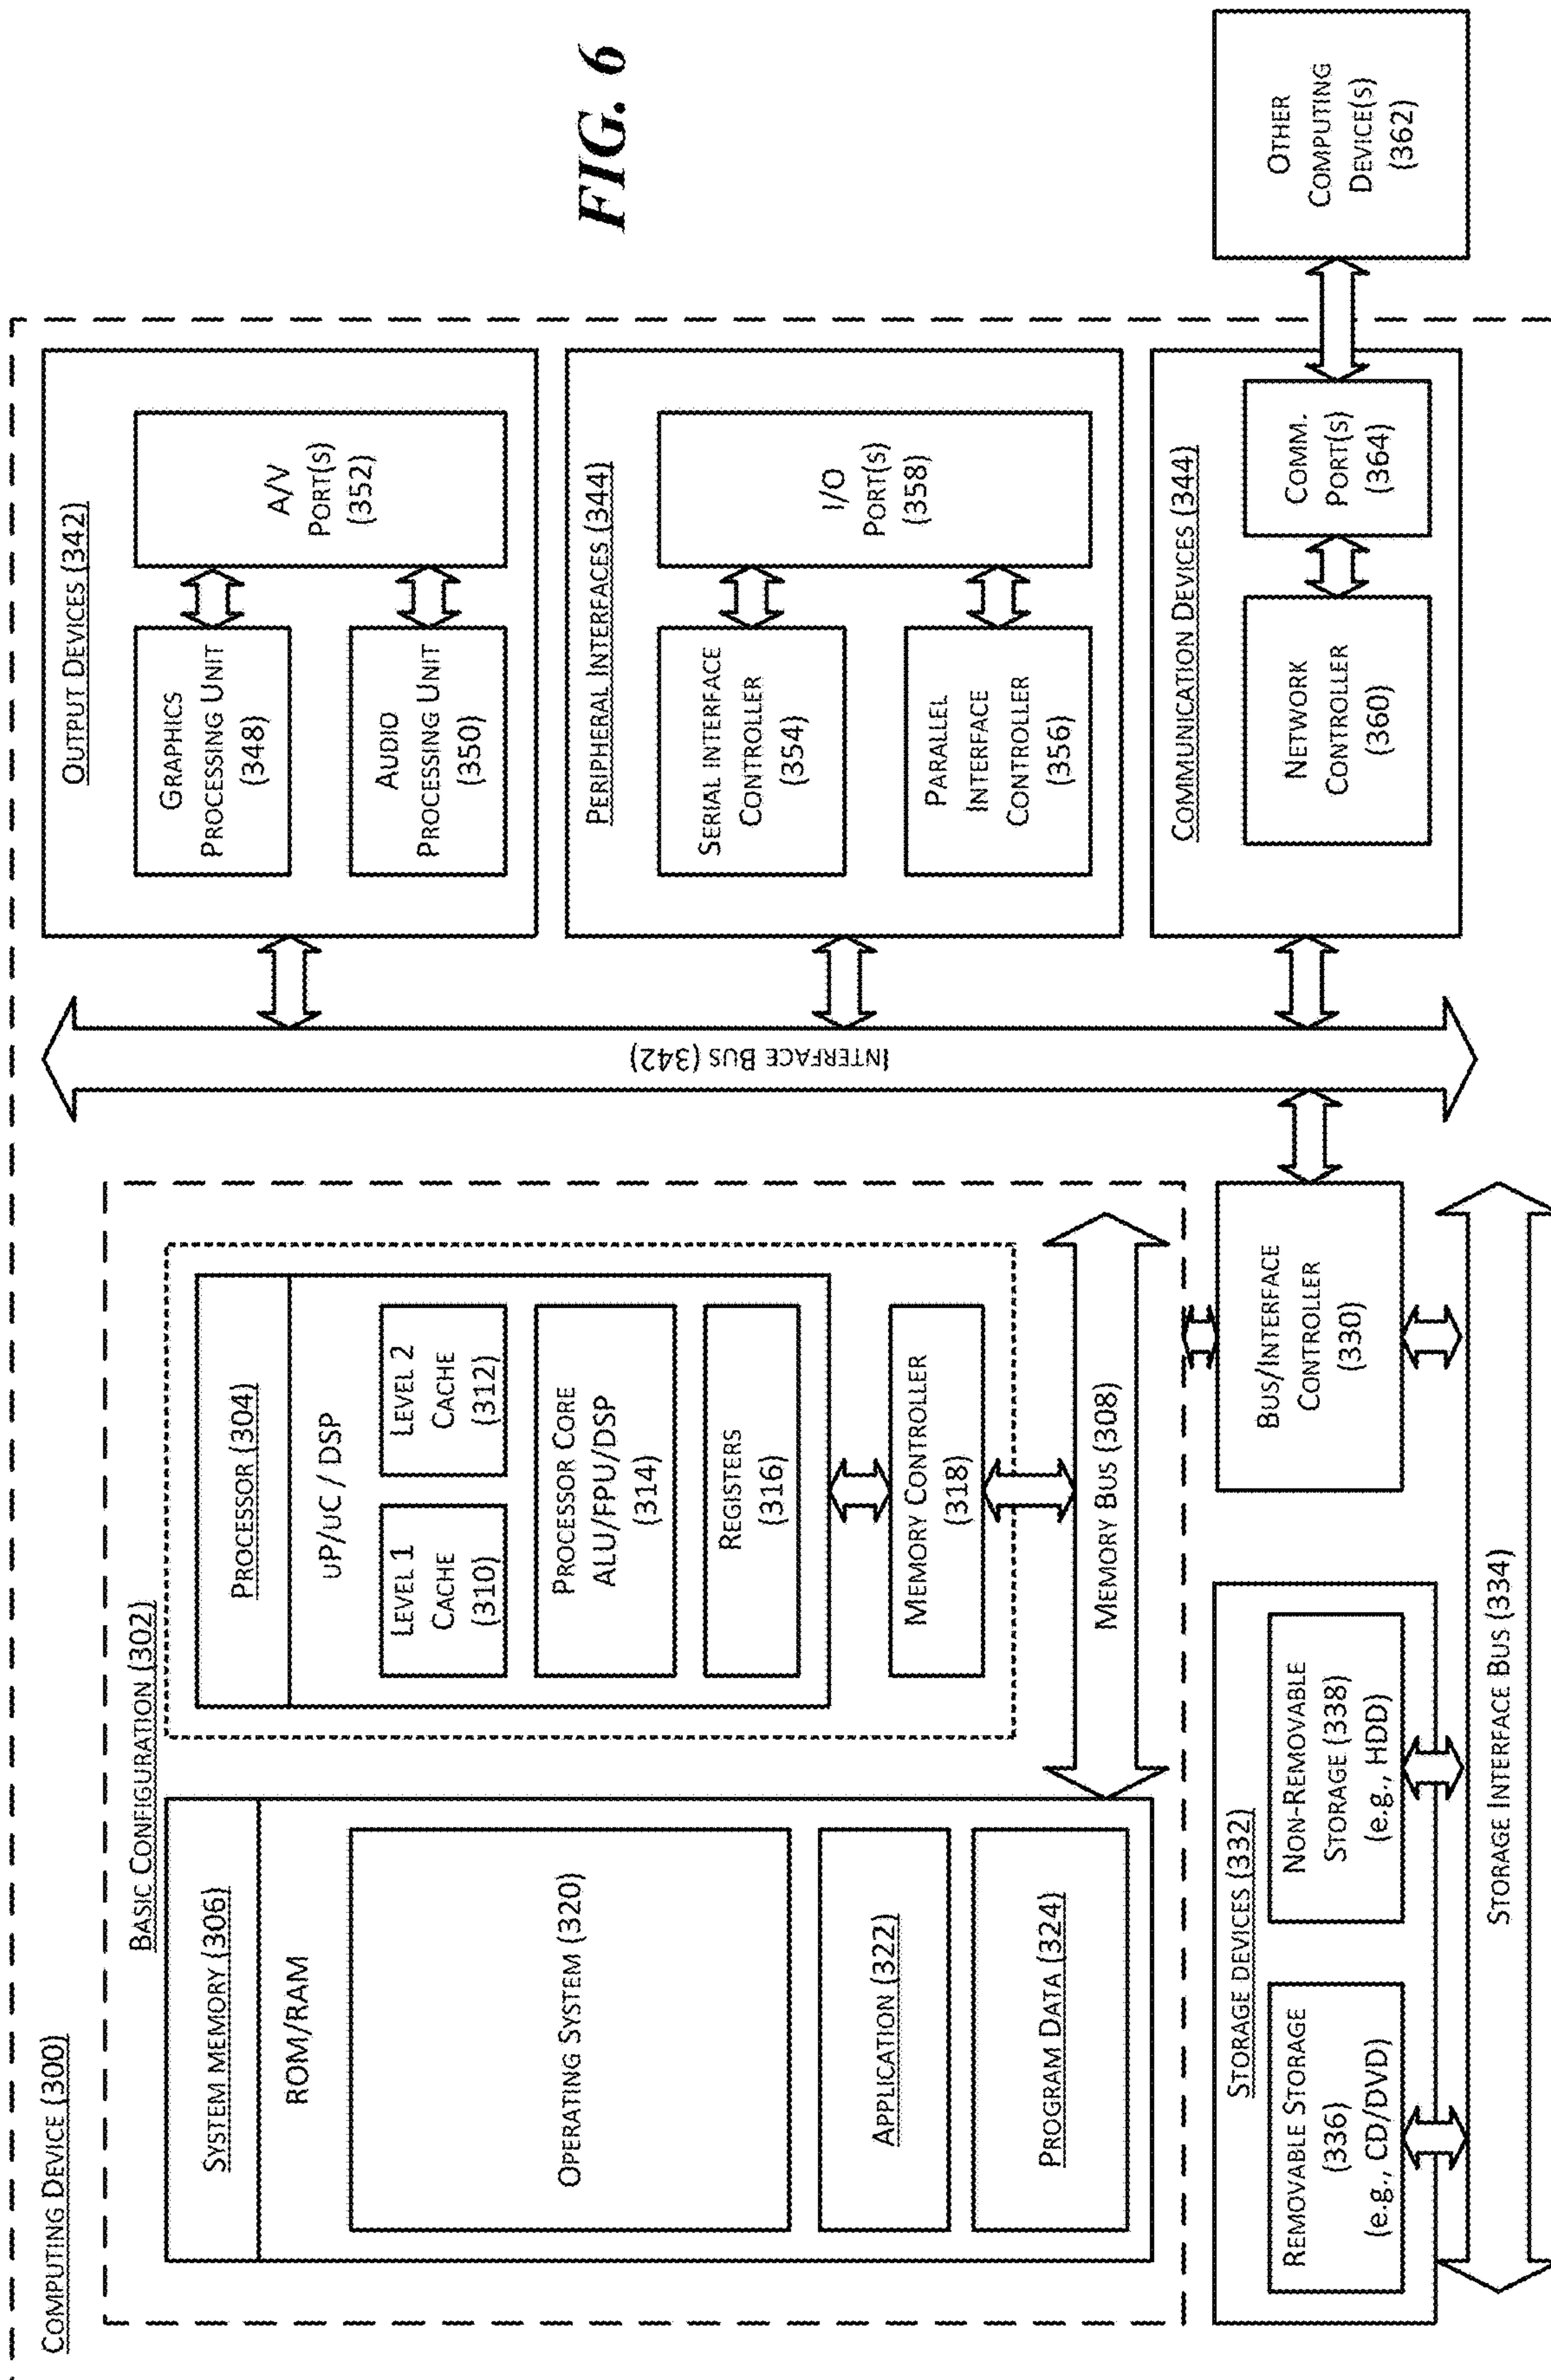 COMPUTING DEVICE (300)
BASIC CONFIGURATION (302)
SYSTEM MEMORY (306)
ROM/RAM
OPERATING SYSTEM (320)
APPLICATION (322)
PROGRAM DATA (324)
PROCESSOR (304)
uP/uC / DSP
LEVEL 1
CACHE
(310)
LEVEL 2
CACHE
(312)
PROCESSOR CORE
ALU/FPU/DSP
(314)
REGISTERS
(316)
MEMORY CONTROLLER
(318)
MEMORY BUS (308)
BUS/INTERFACE
CONTROLLER
(330)
STORAGE DEVICES (332)
REMOVABLE STORAGE
(336)
(e.g., CD/DVD)
NON-REMOVABLE
STORAGE (338)
(e.g., HDD)
STORAGE INTERFACE BUS (334)
INTERFACE BUS (342)
OUTPUT DEVICES (342)
GRAPHICS
PROCESSING UNIT
(348)
AUDIO
PROCESSING UNIT
(350)
A/V
PORT(S)
(352)
PERIPHERAL INTERFACES (344)
SERIAL INTERFACE
CONTROLLER
(354)
PARALLEL
INTERFACE
CONTROLLER
(356)
I/O
PORT(S)
(358)
COMMUNICATION DEVICES (344)
NETWORK
CONTROLLER
(360)
COMM.
PORT(S)
(364)
OTHER
COMPUTING
DEVICE(S)
(362)
FIG. 6